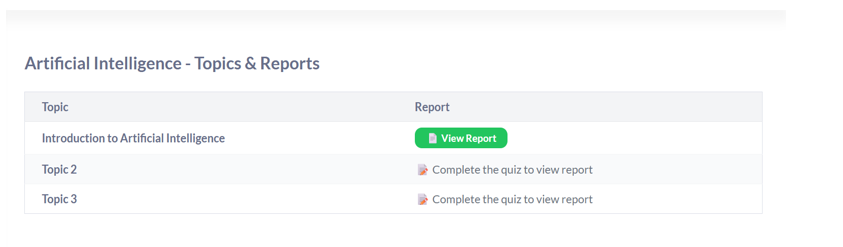 Artificial Intelligence - Topics & Reports
Topic Report
Introduction to Artificial Intelligence View Report
Topic 2 Complete the quiz to view report
Topic 3 Complete the quiz to view report